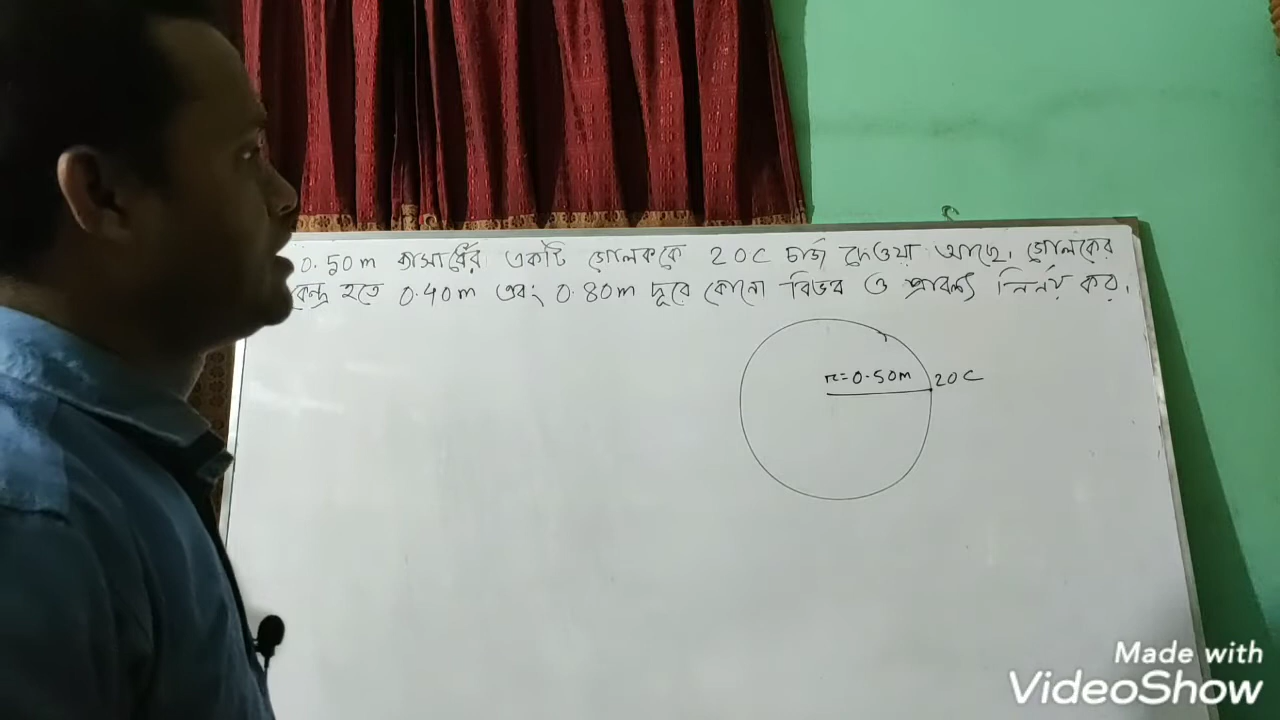 0.50m ব্যাসার্ধের একটি গোলককে 20C চার্জ দেওয়া আছে। গোলকের
কেন্দ্র হতে 0.40m এবং 0.80m দূরে কোনো বিভব ও প্রাবল্য নির্নয় কর।
r=0.50m 20C
Made with
VideoShow